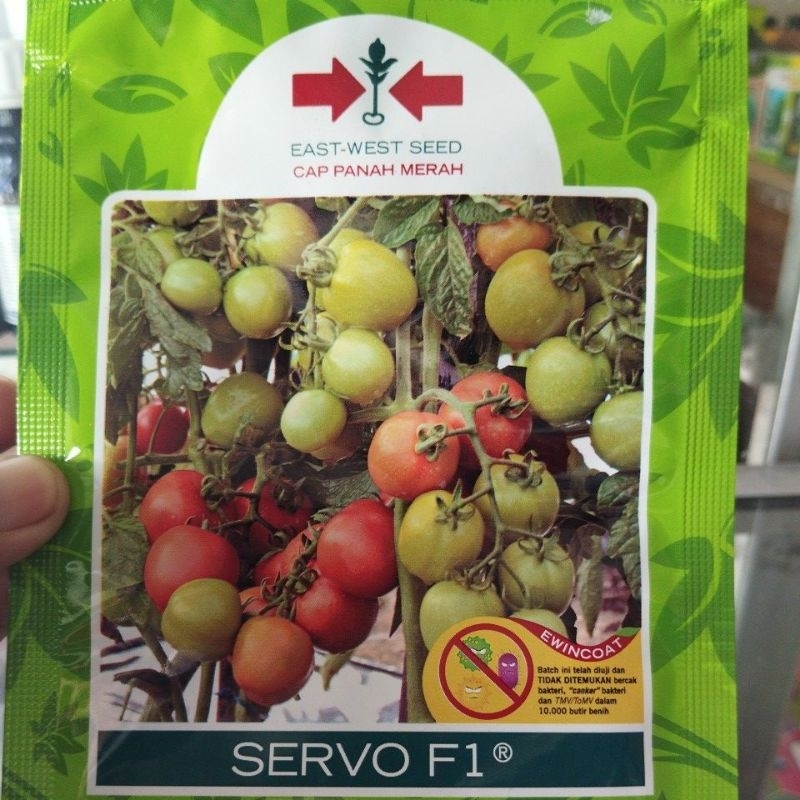 EAST-WEST SEED
CAP PANAH MERAH
EWINCOAT
Batch ini telah diuji dan
TIDAK DITEMUKAN bercak
bakteri, "canker" bakteri
dan TMV/ToMV dalam
10.000 butir benih
SERVO F1®